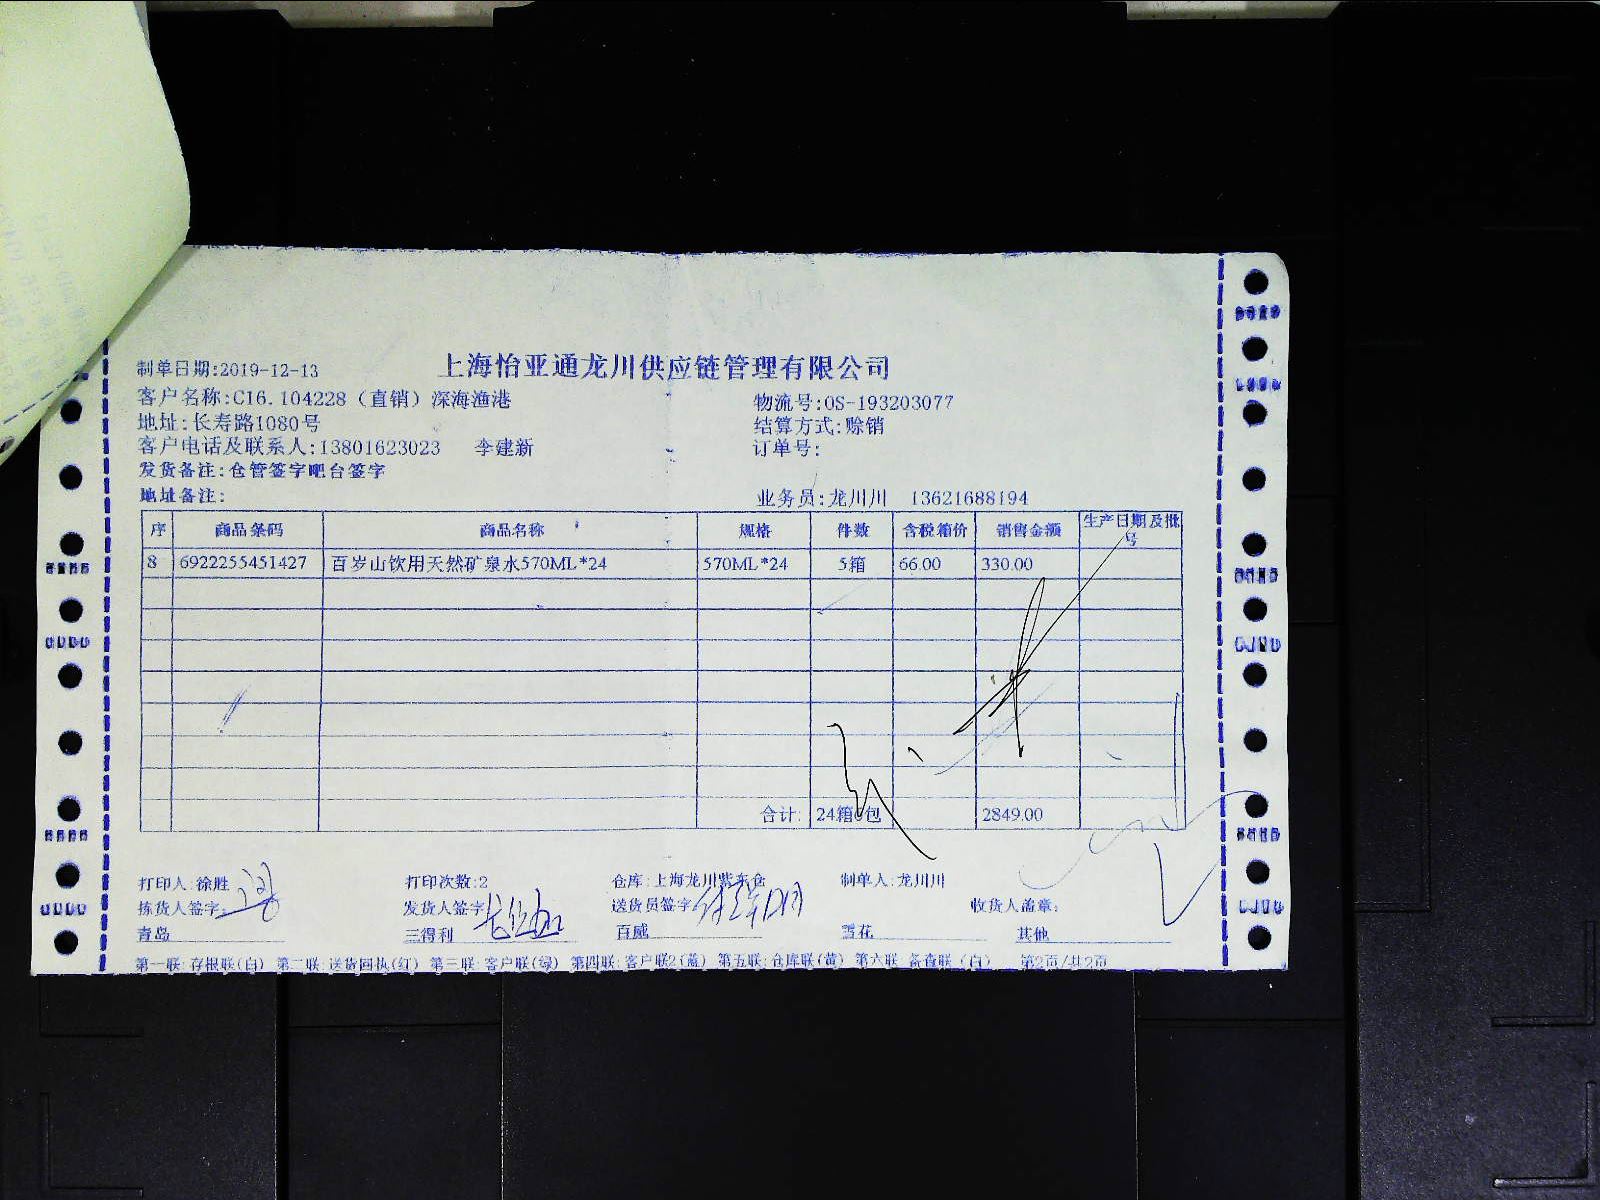 上海怡亚通龙川供应链管理有限公司
制单日期:2019-12-13
客户名称:C16.104228（直销）深海渔港 物流号:OS-193203077
地址:长寿路1080号 结算方式:赊销
客户电话及联系人:13801623023 李建新 订单号:
发货备注:仓管签字吧台签字
地址备注: 业务员:龙川川 13621688194
序 商品条码 商品名称 规格 件数 含税箱价 销售金额 生产日期及批号
8 6922255451427 百岁山饮用天然矿泉水570ML*24 570ML*24 5箱 66.00 330.00
合计: 24箱 包 2849.00
打印人:徐胜 打印次数:2 仓库:上海龙川紫东仓 制单人:龙川川
拣货人签字: 发货人签字: 送货员签字: 收货人盖章:
青岛 三得利 百威 雪花 其他
第一联:存根联(白) 第二联:送货回执(红) 第三联:客户联(绿) 第四联:客户联2(蓝) 第五联:仓库联(黄) 第六联 备查联(白) 第2页/共2页